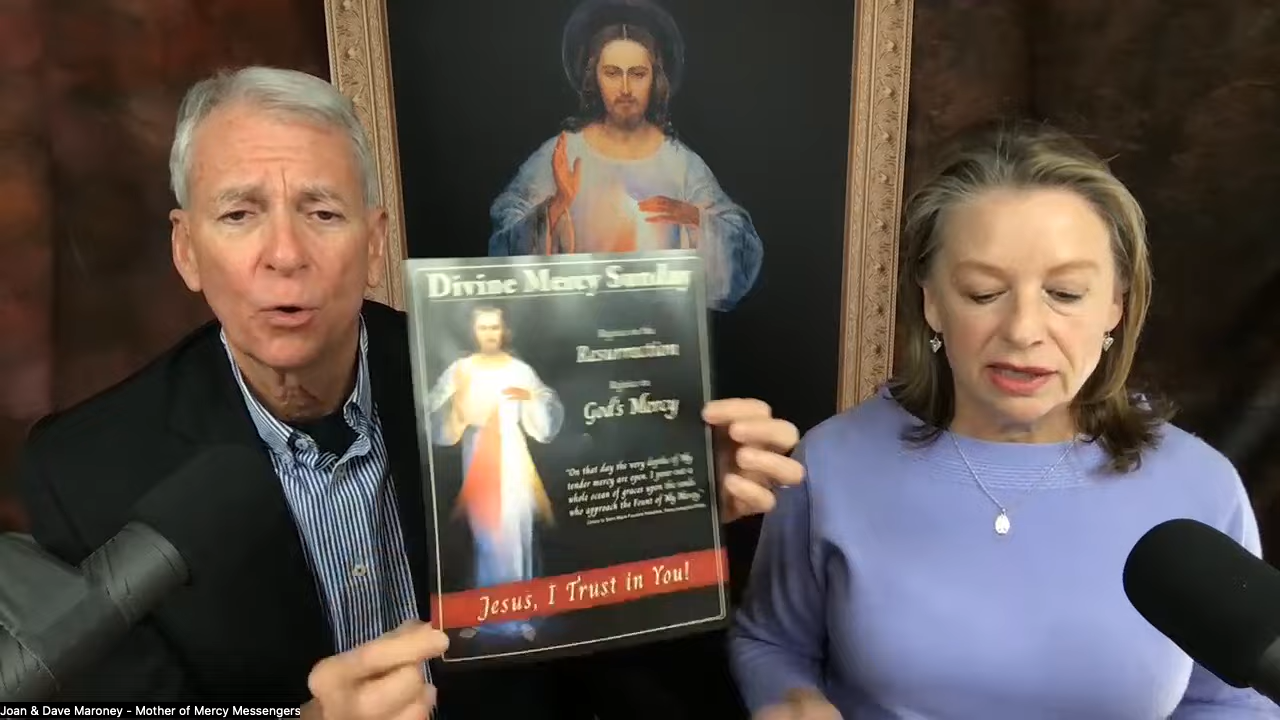 Divine Mercy Sunday
Resurrection
Rejoice in
God's Mercy
"On that day the very depths of My
tender mercy are open. I pour out a
whole ocean of graces upon the souls
who approach the Fount of My Mercy."
Jesus, I Trust in You!
Joan & Dave Maroney - Mother of Mercy Messengers